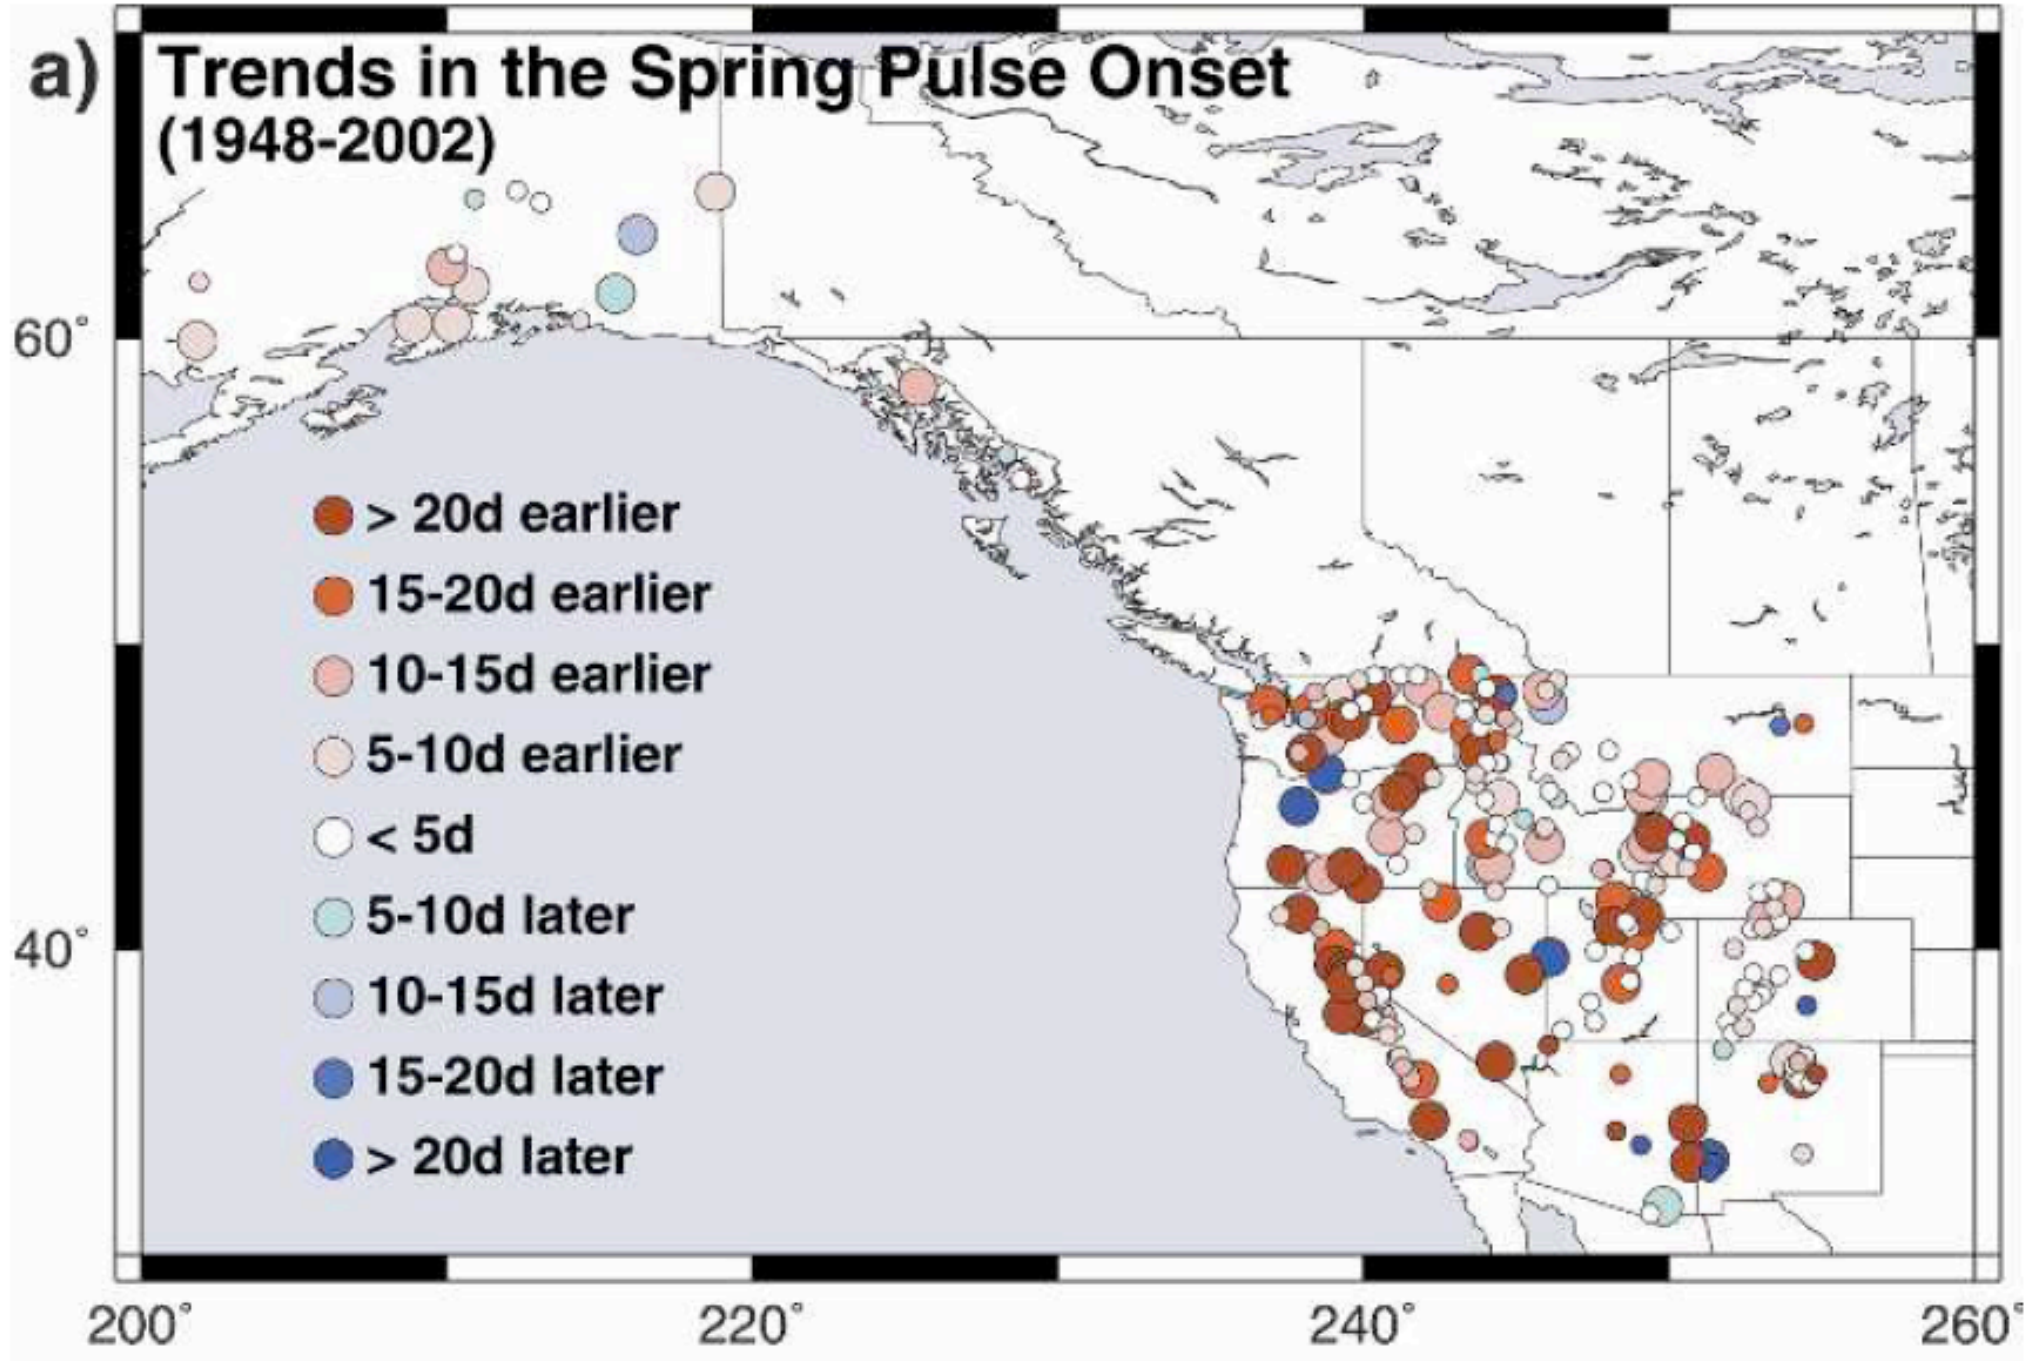 a) Trends in the Spring Pulse Onset
(1948-2002)
60°
> 20d earlier
15-20d earlier
10-15d earlier
5-10d earlier
< 5d
5-10d later
40°
10-15d later
15-20d later
> 20d later
200° 220° 240° 260°